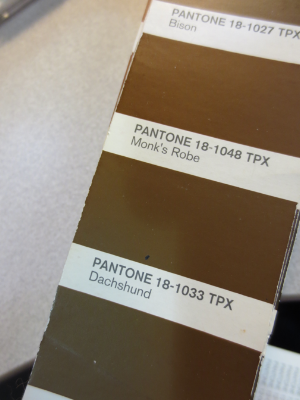 PANTONE 18-1027 TPX
Bison
PANTONE 18-1048 TPX
Monk's Robe
PANTONE 18-1033 TPX
Dachshund